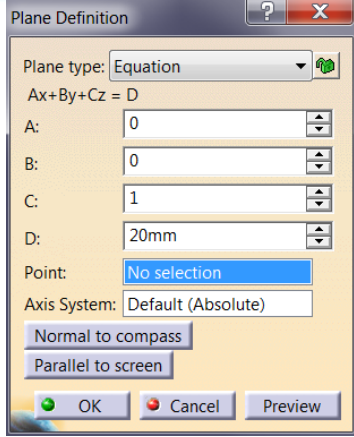 Plane Definition
Plane type: Equation
Ax+By+Cz = D
A: 0
B: 0
C: 1
D: 20mm
Point: No selection
Axis System: Default (Absolute)
Normal to compass
Parallel to screen
OK Cancel Preview